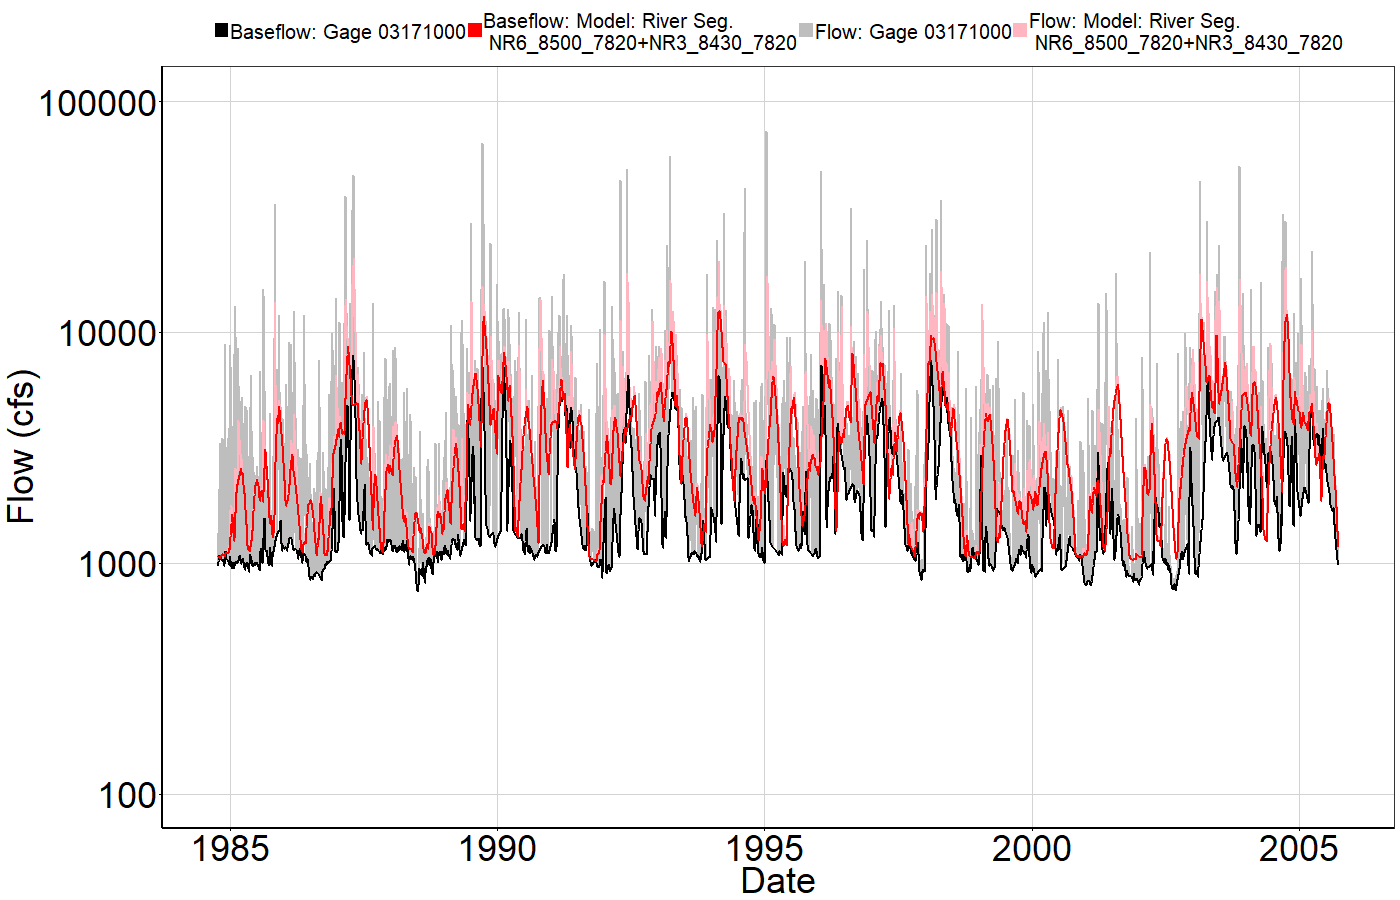 Baseflow: Gage 03171000
Baseflow: Model: River Seg.
NR6_8500_7820+NR3_8430_7820
Flow: Gage 03171000
Flow: Model: River Seg.
NR6_8500_7820+NR3_8430_7820
100000
10000
1000
100
Flow (cfs)
1985 1990 1995 2000 2005
Date